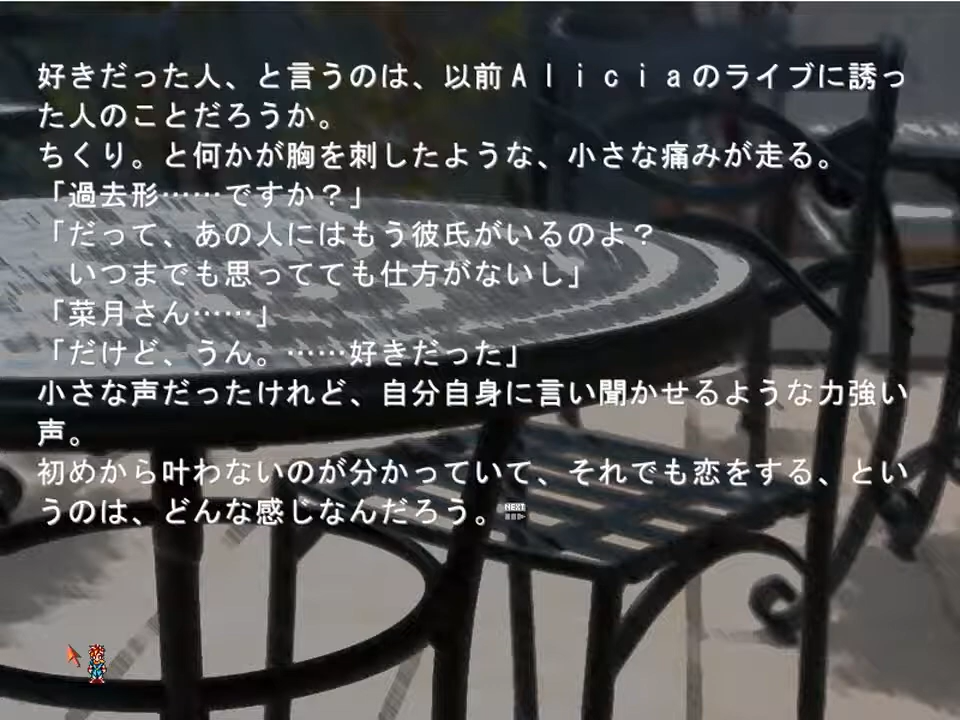 好きだった人、と言うのは、以前Ａｌｉｃｉａのライブに誘っ
た人のことだろうか。
ちくり。と何かが胸を刺したような、小さな痛みが走る。
「過去形……ですか？」
「だって、あの人にはもう彼氏がいるのよ？
　いつまでも思ってても仕方がないし」
「菜月さん……」
「だけど、うん。……好きだった」
小さな声だったけれど、自分自身に言い聞かせるような力強い
声。
初めから叶わないのが分かっていて、それでも恋をする、とい
うのは、どんな感じなんだろう。
NEXT